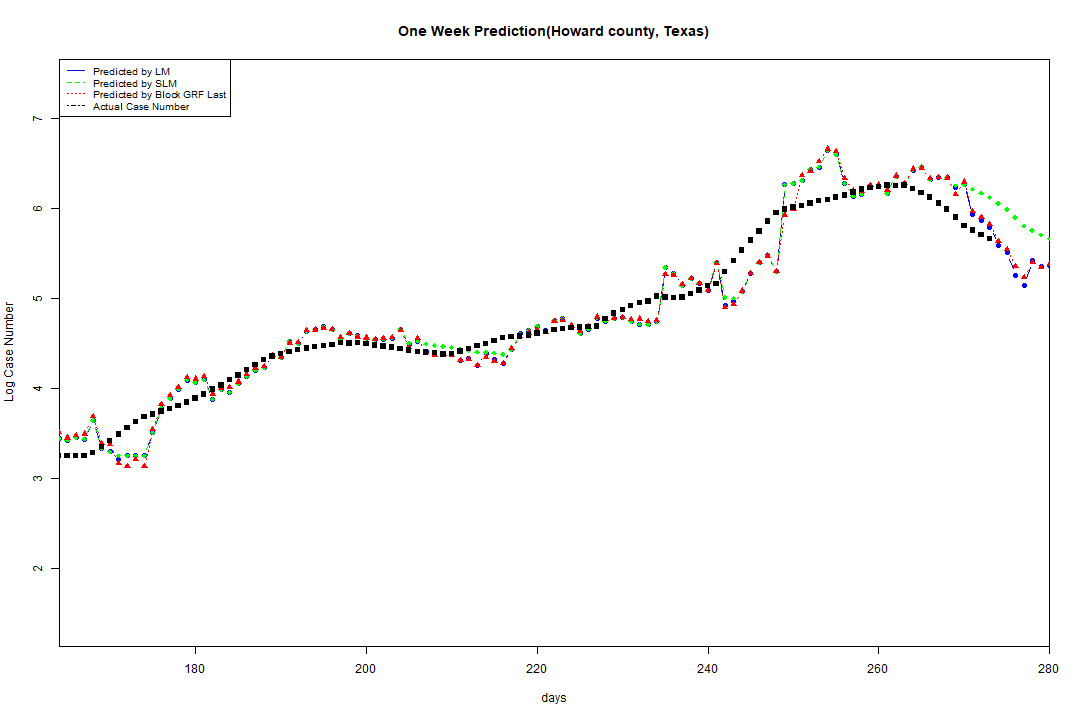 One Week Prediction(Howard county, Texas)
Predicted by LM
Predicted by SLM
Predicted by Block GRF Last
Actual Case Number
7
6
5
4
3
2
Log Case Number
180 200 220 240 260 280
days